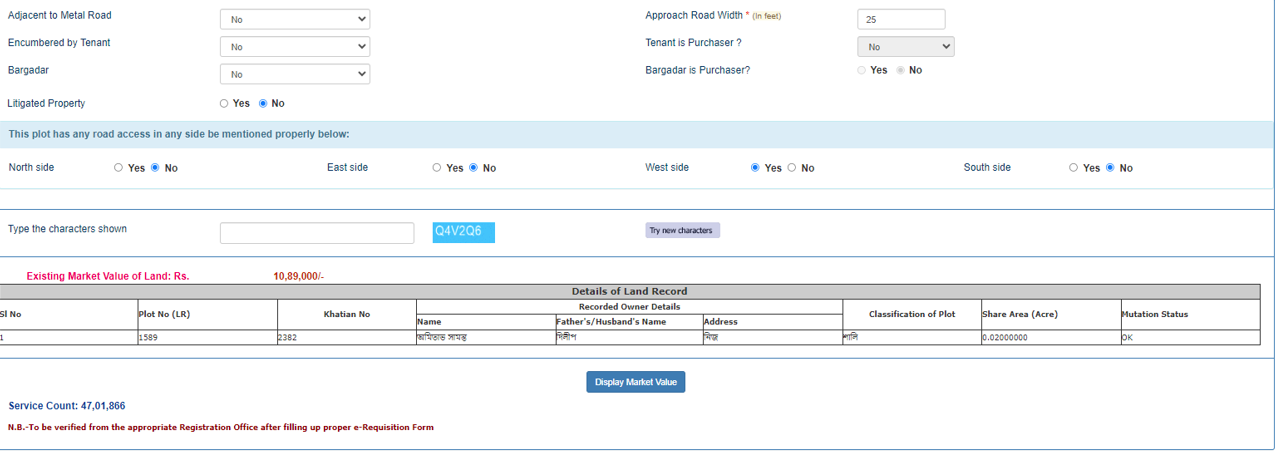 Adjacent to Metal Road No Approach Road Width * (In feet) 25
Encumbered by Tenant No Tenant is Purchaser ? No
Bargadar No Bargadar is Purchaser? Yes No
Litigated Property Yes No
This plot has any road access in any side be mentioned properly below:
North side Yes No East side Yes No West side Yes No South side Yes No
Type the characters shown Q4V2Q6 Try new characters
Existing Market Value of Land: Rs. 10,89,000/-
Details of Land Record
Sl No Plot No (LR) Khatian No Recorded Owner Details Classification of Plot Share Area (Acre) Mutation Status
Name Father's/Husband's Name Address
1 1589 2382 অমিতাভ সামন্ত দিলীপ নিজ শালি 0.02000000 OK
Display Market Value
Service Count: 47,01,866
N.B.-To be verified from the appropriate Registration Office after filling up proper e-Requisition Form